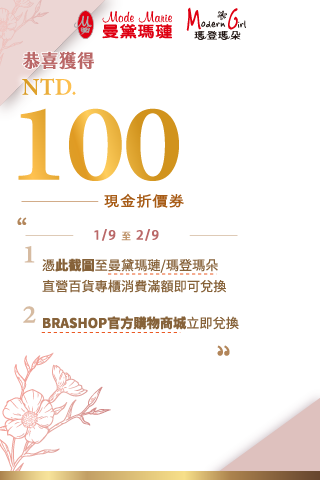 Mode Marie
曼黛瑪璉
Modern Girl
瑪登瑪朵
恭喜獲得
NTD.
100
現金折價券
“
1/9 至 2/9
1 憑此截圖至曼黛瑪璉/瑪登瑪朵
直營百貨專櫃消費滿額即可兌換
2 BRASHOP官方購物商城立即兌換
”